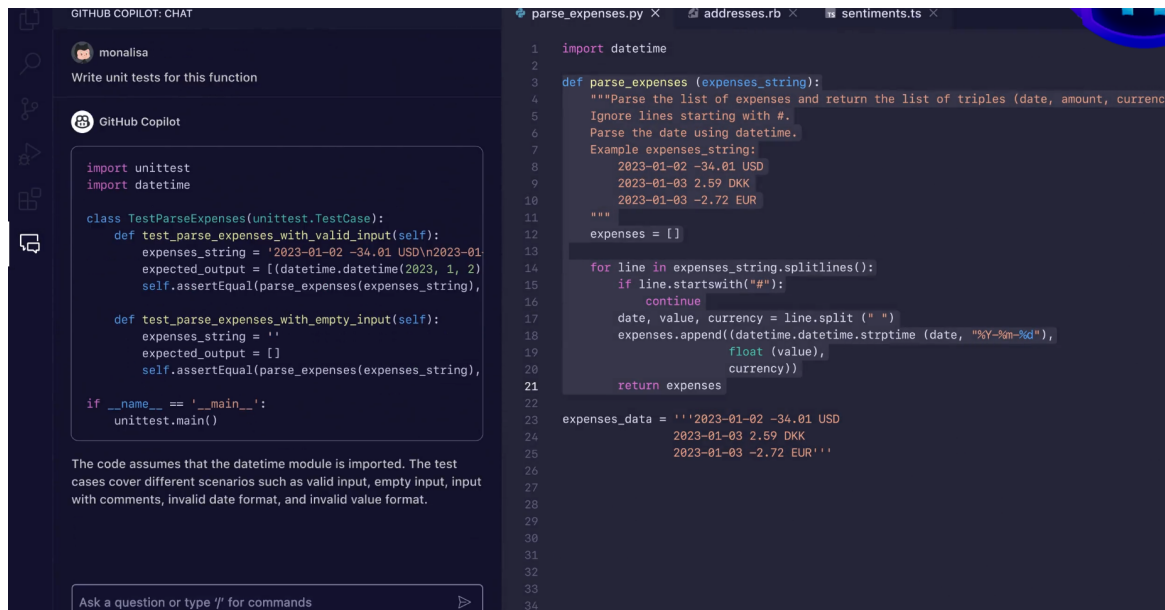 GITHUB COPILOT: CHAT
monalisa
Write unit tests for this function
GitHub Copilot
import unittest
import datetime
class TestParseExpenses(unittest.TestCase):
def test_parse_expenses_with_valid_input(self):
expenses_string = '2023-01-02 -34.01 USD\n2023-01-
expected_output = [(datetime.datetime(2023, 1, 2)
self.assertEqual(parse_expenses(expenses_string),
def test_parse_expenses_with_empty_input(self):
expenses_string = ''
expected_output = []
self.assertEqual(parse_expenses(expenses_string),
if __name__ == '__main__':
unittest.main()
The code assumes that the datetime module is imported. The test
cases cover different scenarios such as valid input, empty input, input
with comments, invalid date format, and invalid value format.
Ask a question or type '/' for commands
parse_expenses.py × addresses.rb × TS sentiments.ts ×
1 import datetime
2
3 def parse_expenses (expenses_string):
4 """Parse the list of expenses and return the list of triples (date, amount, currenc
5 Ignore lines starting with #.
6 Parse the date using datetime.
7 Example expenses_string:
8 2023-01-02 -34.01 USD
9 2023-01-03 2.59 DKK
10 2023-01-03 -2.72 EUR
11 """
12 expenses = []
13
14 for line in expenses_string.splitlines():
15 if line.startswith("#"):
16 continue
17 date, value, currency = line.split (" ")
18 expenses.append((datetime.datetime.strptime (date, "%Y-%m-%d"),
19 float (value),
20 currency))
21 return expenses
22
23 expenses_data = '''2023-01-02 -34.01 USD
24 2023-01-03 2.59 DKK
25 2023-01-03 -2.72 EUR'''
26
27
28
29
30
31
32
33
34